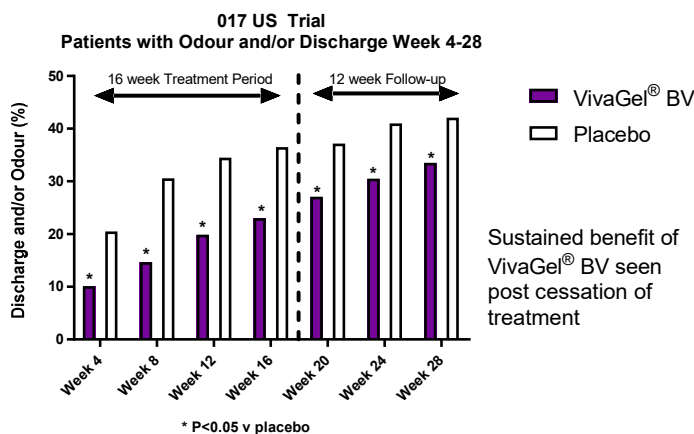 017 US Trial
Patients with Odour and/or Discharge Week 4-28
16 week Treatment Period
12 week Follow-up
VivaGel® BV
Placebo
Discharge and/or Odour (%)
50
40
30
20
10
0
* * * * * * *
Sustained benefit of
VivaGel® BV seen
post cessation of
treatment
Week 4
Week 8
Week 12
Week 16
Week 20
Week 24
Week 28
* P<0.05 v placebo